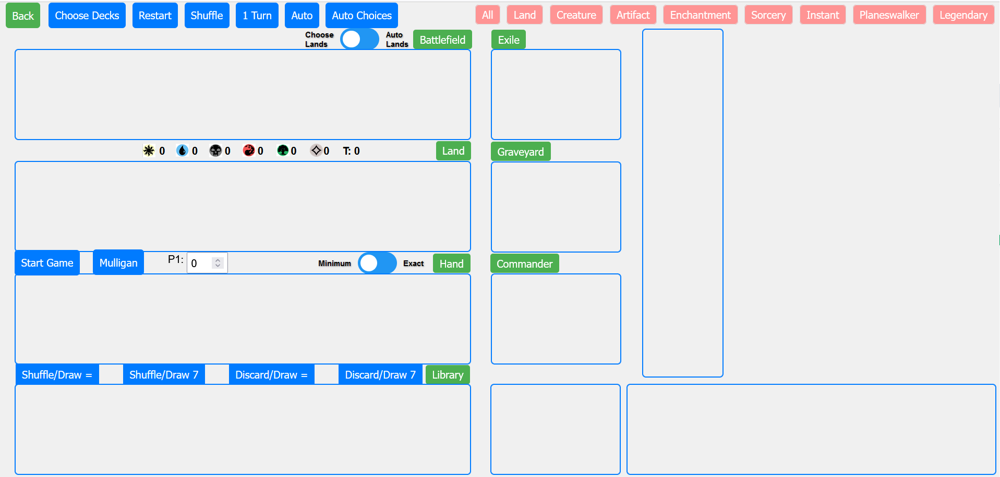 Back Choose Decks Restart Shuffle 1 Turn Auto Auto Choices All Land Creature Artifact Enchantment Sorcery Instant Planeswalker Legendary
Choose Lands Auto Lands Battlefield Exile
0 0 0 0 0 0 T: 0 Land Graveyard
Start Game Mulligan P1: 0 Minimum Exact Hand Commander
Shuffle/Draw = Shuffle/Draw 7 Discard/Draw = Discard/Draw 7 Library